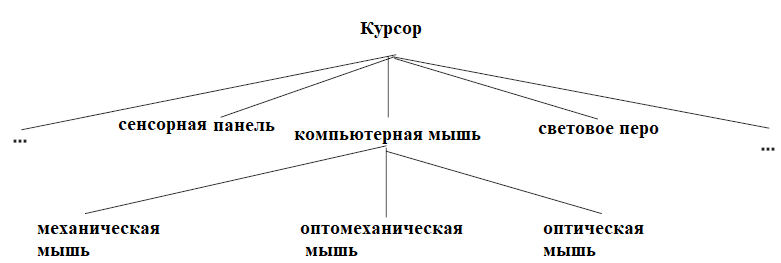 Курсор
...
сенсорная панель
компьютерная мышь
световое перо
...
механическая
мышь
оптомеханическая
мышь
оптическая
мышь